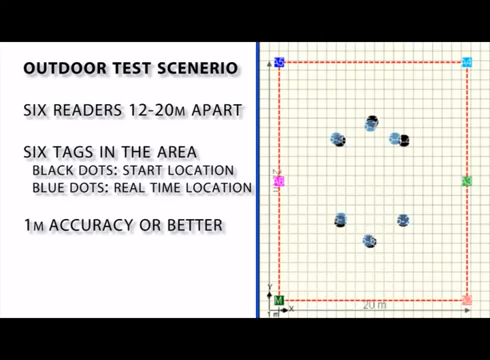 OUTDOOR TEST SCENERIO
SIX READERS 12-20M APART
SIX TAGS IN THE AREA
BLACK DOTS: START LOCATION
BLUE DOTS: REAL TIME LOCATION
1M ACCURACY OR BETTER
Y
X
1 m
20 m
M